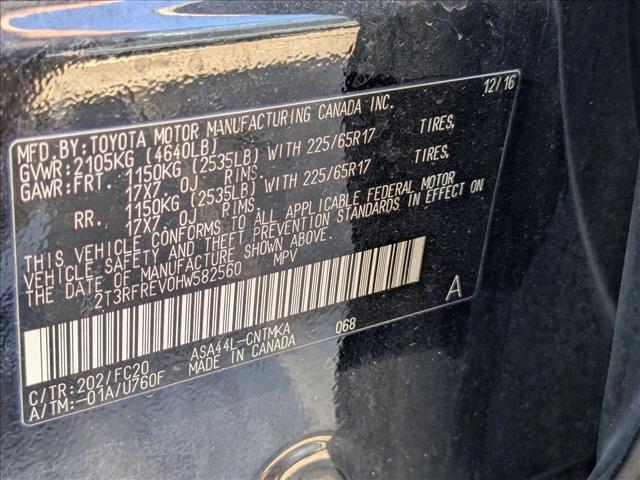 MFD.BY:TOYOTA MOTOR MANUFACTURING CANADA INC. 12/16
GVWR:2105KG (4640LB)
GAWR:FRT. 1150KG (2535LB) WITH 225/65R17 TIRES,
17X7.0J RIMS,
RR. 1150KG (2535LB) WITH 225/65R17 TIRES,
17X7.0J RIMS,
THIS VEHICLE CONFORMS TO ALL APPLICABLE FEDERAL MOTOR
VEHICLE SAFETY AND THEFT PREVENTION STANDARDS IN EFFECT ON
THE DATE OF MANUFACTURE SHOWN ABOVE.
2T3RFREV0HW582560 MPV
A
C/TR:202/FC20 ASA44L-CNTMKA 068
A/TM:-01A/U760F MADE IN CANADA